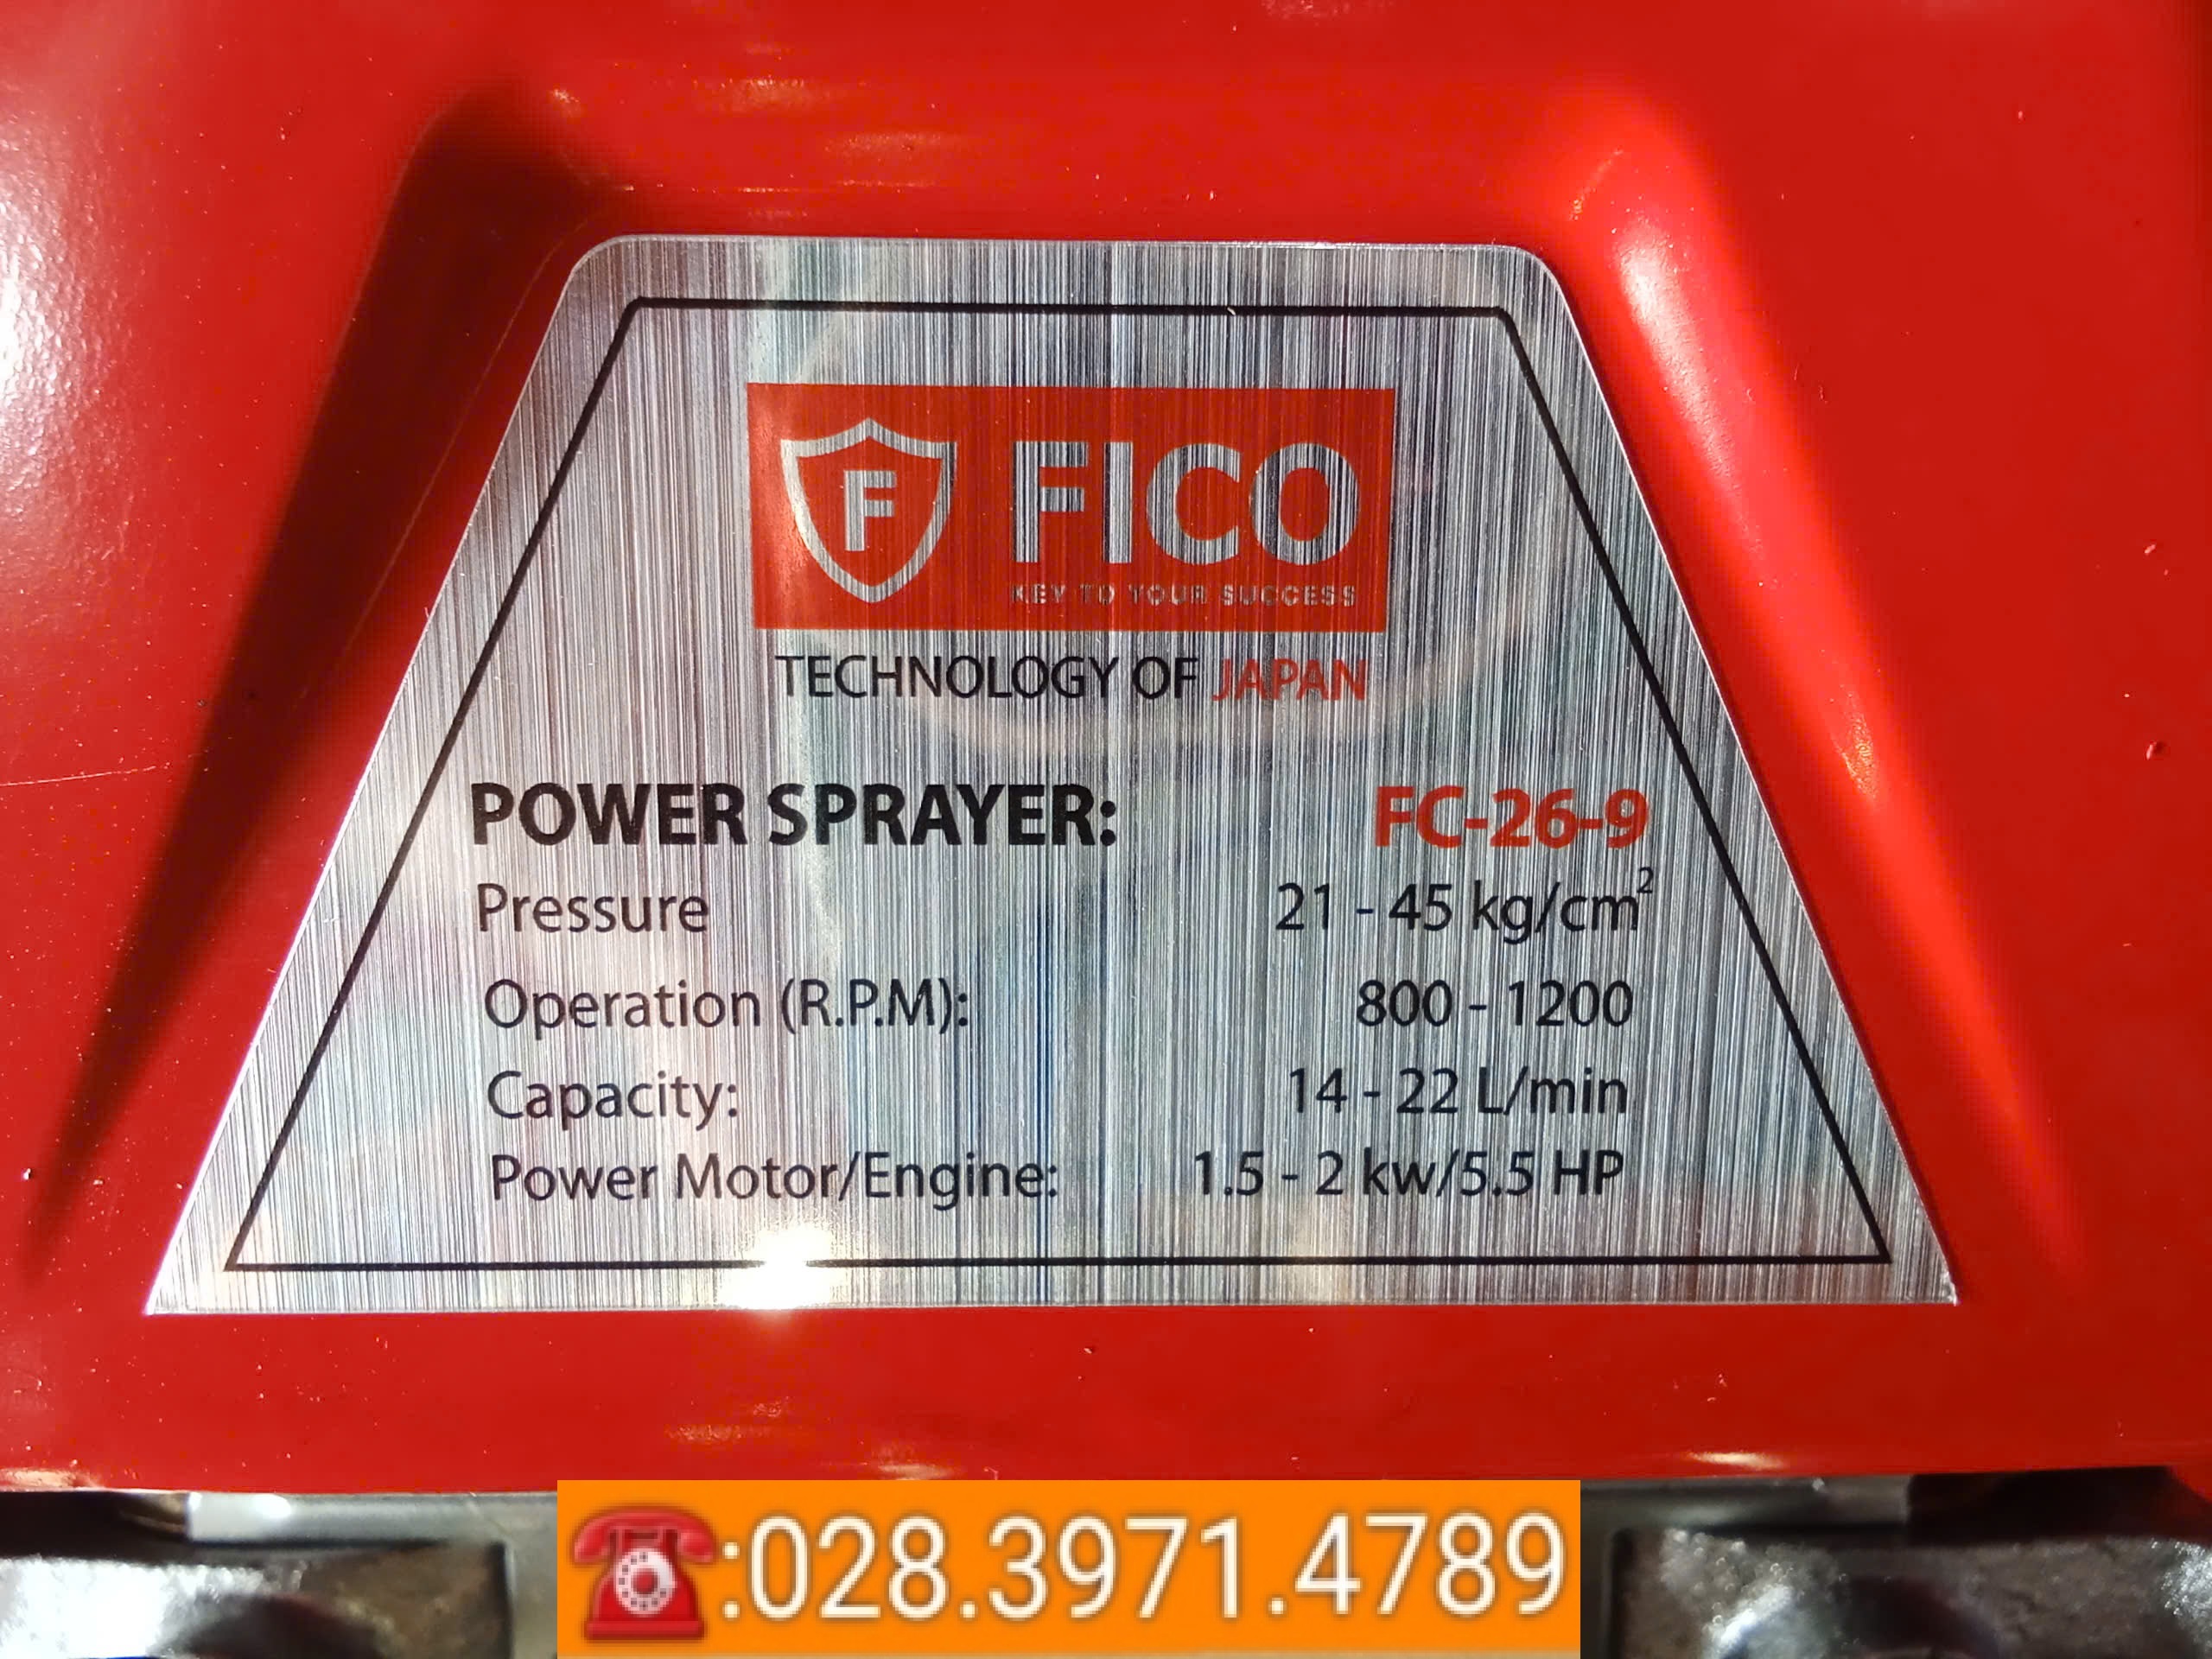 F FICO
KEY TO YOUR SUCCESS
TECHNOLOGY OF JAPAN
POWER SPRAYER: FC-26-9
Pressure 21 - 45 kg/cm²
Operation (R.P.M): 800 - 1200
Capacity: 14 - 22 L/min
Power Motor/Engine: 1.5 - 2 kw/5.5 HP
☎:028.3971.4789